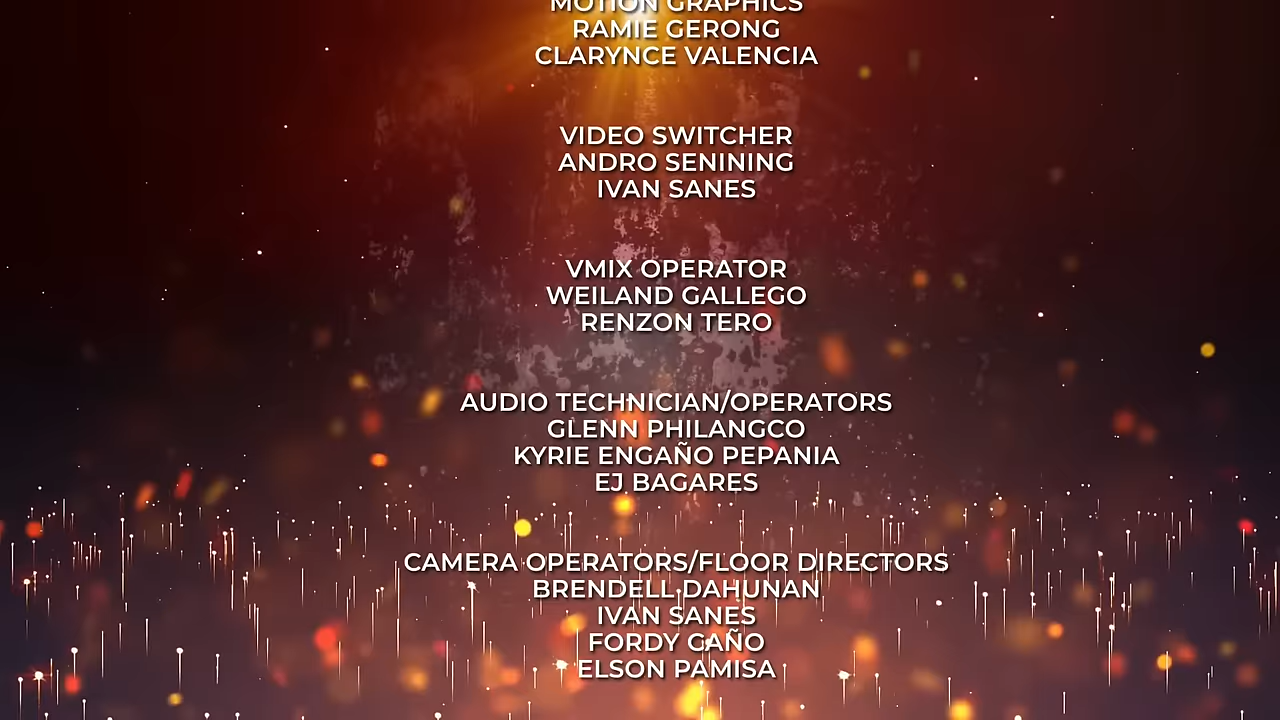 MOTION GRAPHICS
RAMIE GERONG
CLARYNCE VALENCIA
VIDEO SWITCHER
ANDRO SENINING
IVAN SANES
VMIX OPERATOR
WEILAND GALLEGO
RENZON TERO
AUDIO TECHNICIAN/OPERATORS
GLENN PHILANGCO
KYRIE ENGAÑO PEPANIA
EJ BAGARES
CAMERA OPERATORS/FLOOR DIRECTORS
BRENDELL DAHUNAN
IVAN SANES
FORDY GAÑO
ELSON PAMISA